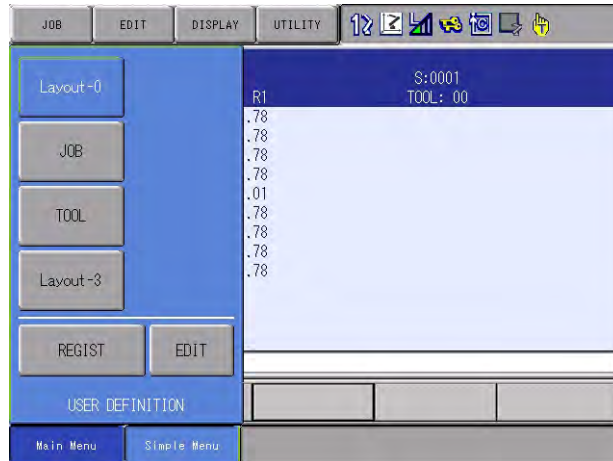 JOB EDIT DISPLAY UTILITY
Layout-0
JOB
TOOL
Layout-3
REGIST EDIT
USER DEFINITION
Main Menu Simple Menu
S:0001
R1 TOOL: 00
.78
.78
.78
.78
.01
.78
.78
.78
.78